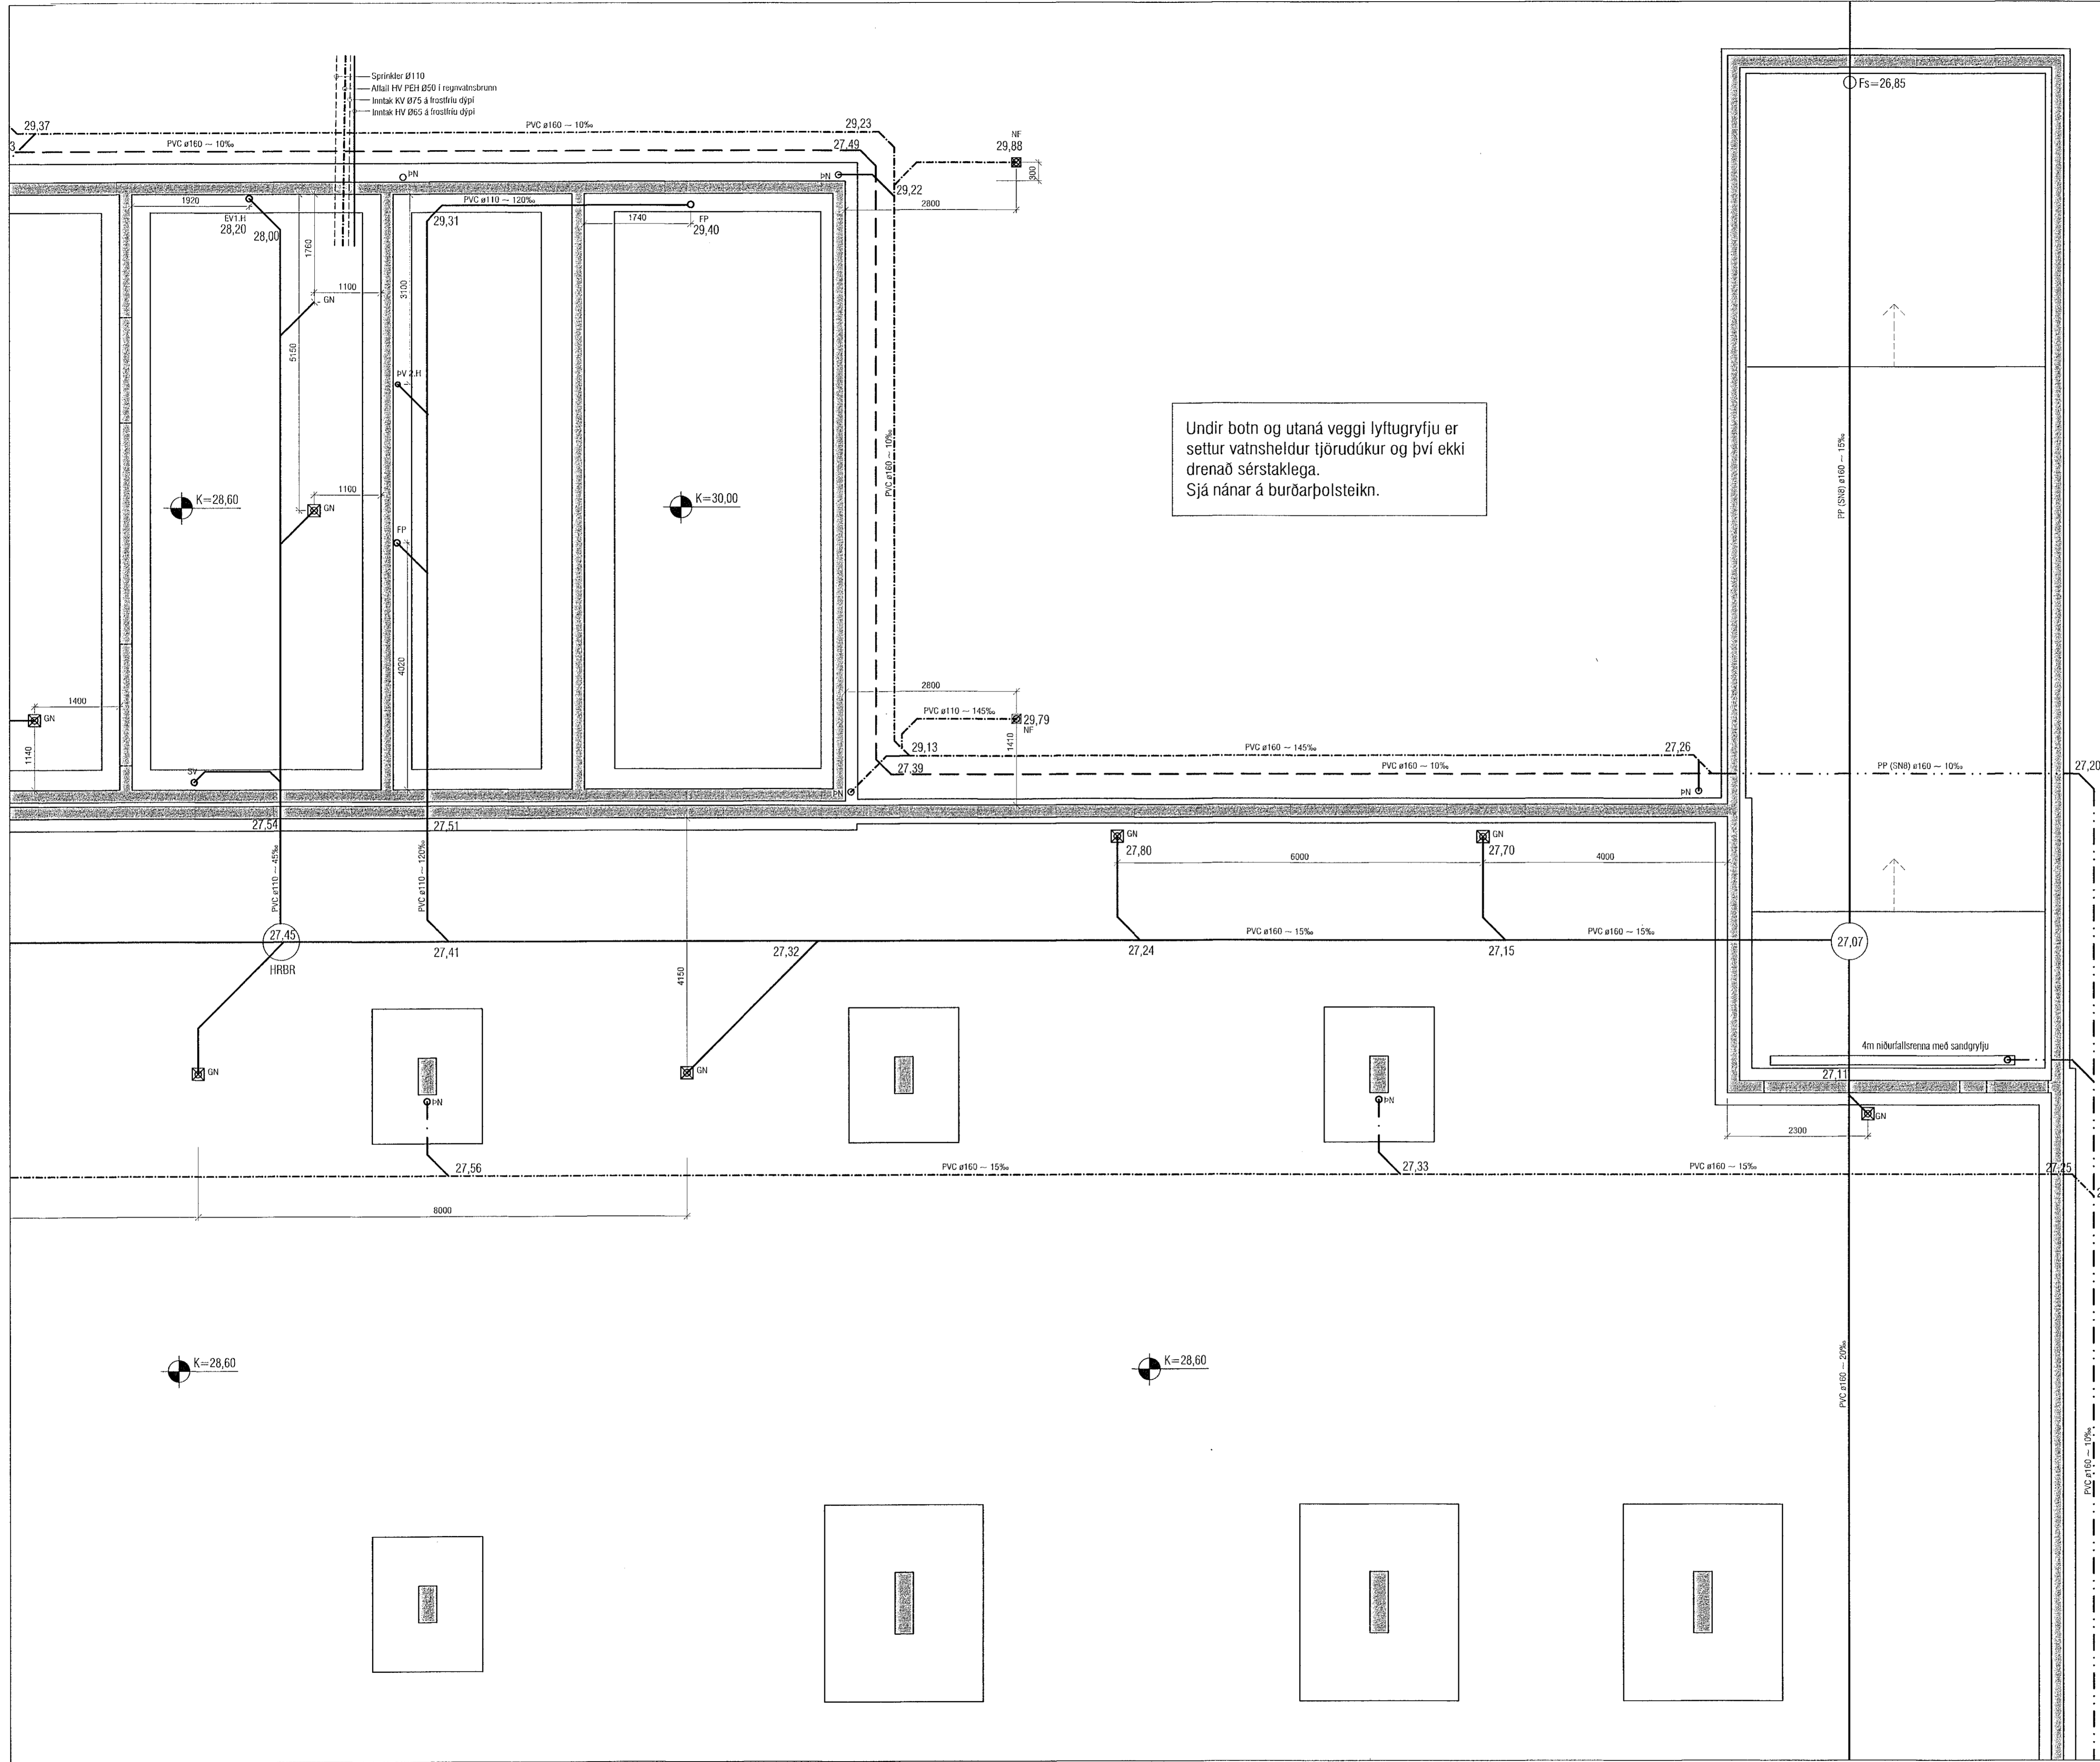 Sprinkler Ø110
Affall HV PEH Ø50 í regnvatnsbrunn
Inntak KV Ø75 á frostfríu dýpi
Inntak HV Ø65 á frostfríu dýpi
Fs=26,85
29,37
PVC ø160 – 10‰
29,23
3
PVC ø160 – 10‰
27,49
NF
29,88
300
ÞN
ÞN
29,22
1920
PVC ø110 – 120‰
2800
EV1.H
28,20
28,00
29,31
1740
FP
29,40
1760
1100
GN
3100
5150
ÞV 2.H
1100
GN
K=28,60
K=30,00
FP
PVC ø160 – 10‰
Undir botn og utaná veggi lyftugryfju er
settur vatnsheldur tjörudúkur og því ekki
drenað sérstaklega.
Sjá nánar á burðarþolsteikn.
PP (SN8) ø160 – 15‰
4020
2800
1400
GN
1140
PVC ø110 – 145‰
29,79
NF
1410
29,13
PVC ø160 – 145‰
27,26
27,39
PVC ø160 – 10‰
PP (SN8) ø160 – 10‰
27,20
SV
ÞN
ÞN
27,54
27,51
GN
27,80
GN
27,70
6000
4000
PVC ø110 – 45‰
PVC ø110 – 120‰
27,45
HRBR
27,41
27,32
27,24
PVC ø160 – 15‰
27,15
PVC ø160 – 15‰
27,07
4150
4m niðurfallsrenna með sandgryfju
GN
GN
27,11
ÞN
ÞN
GN
2300
27,56
PVC ø160 – 15‰
27,33
PVC ø160 – 15‰
27,25
8000
K=28,60
K=28,60
PVC ø160 – 20‰
PVC ø160 – 10‰